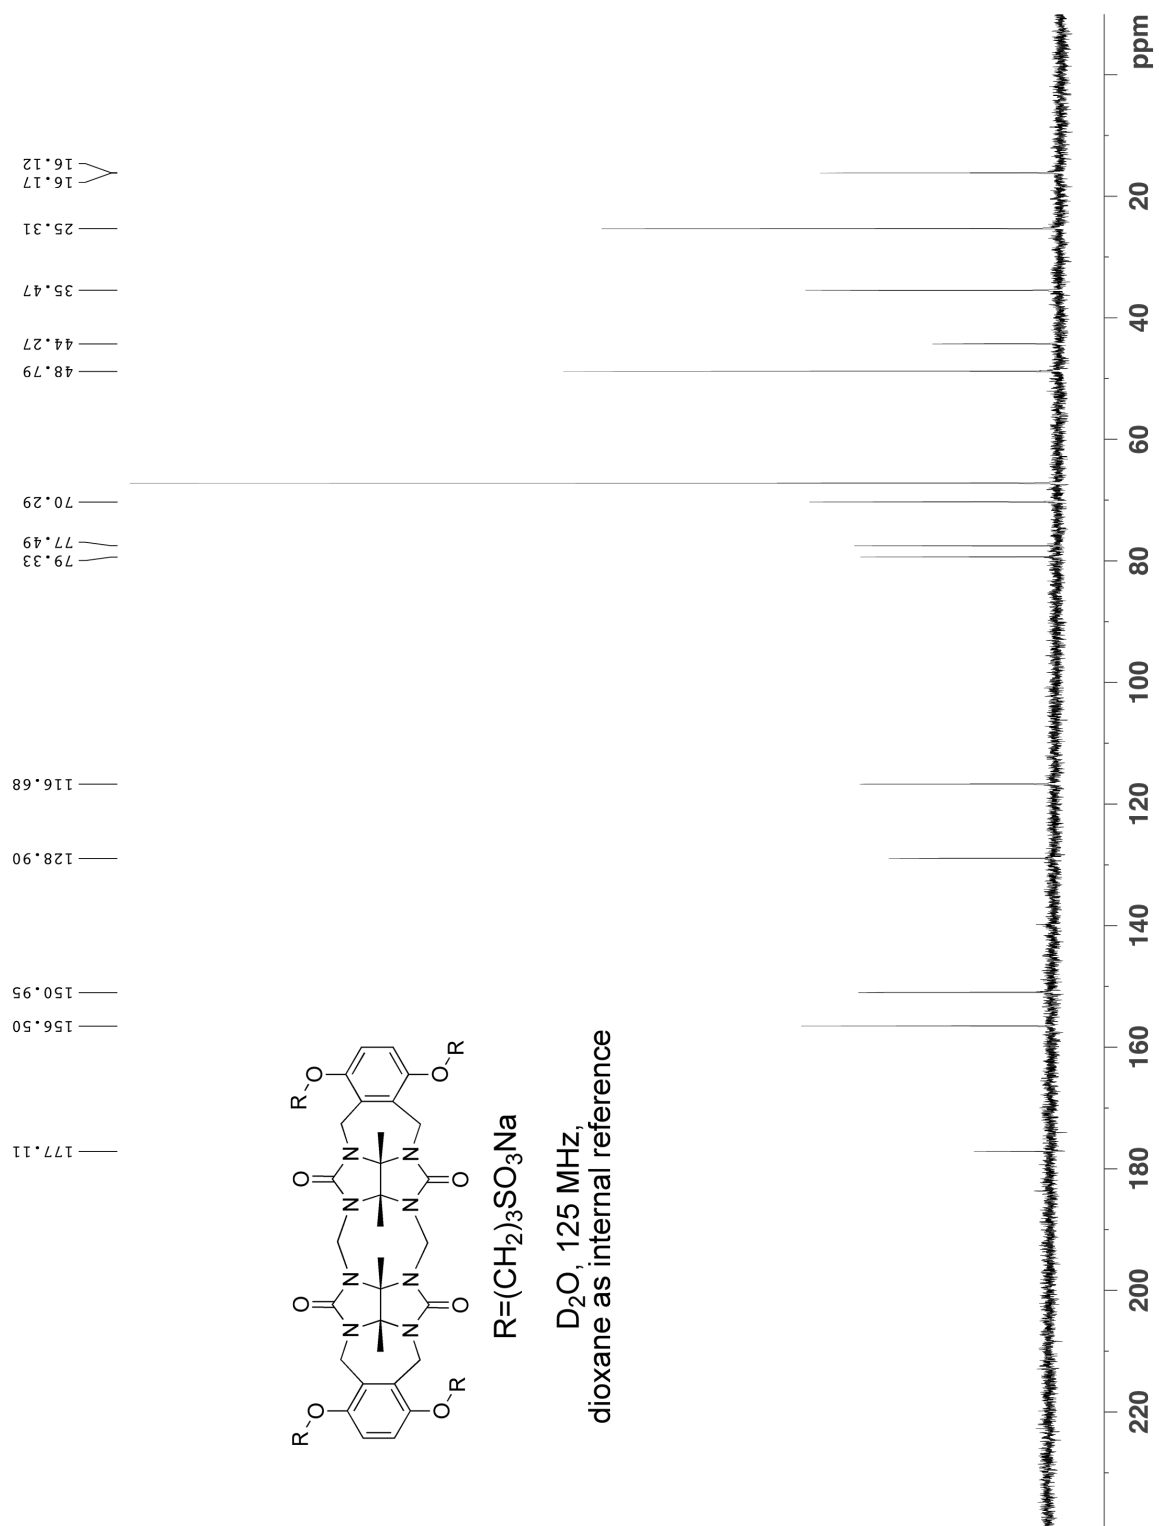 16.12
16.17
25.31
35.47
44.27
48.79
70.29
77.49
79.33
116.68
128.90
150.95
156.50
177.11
R
O
O
R
O
N
N
O
N
N
O
N
N
O
N
N
R
O
O
R
R=(CH2)3SO3Na
D2O, 125 MHz,
dioxane as internal reference
ppm
20
40
60
80
100
120
140
160
180
200
220